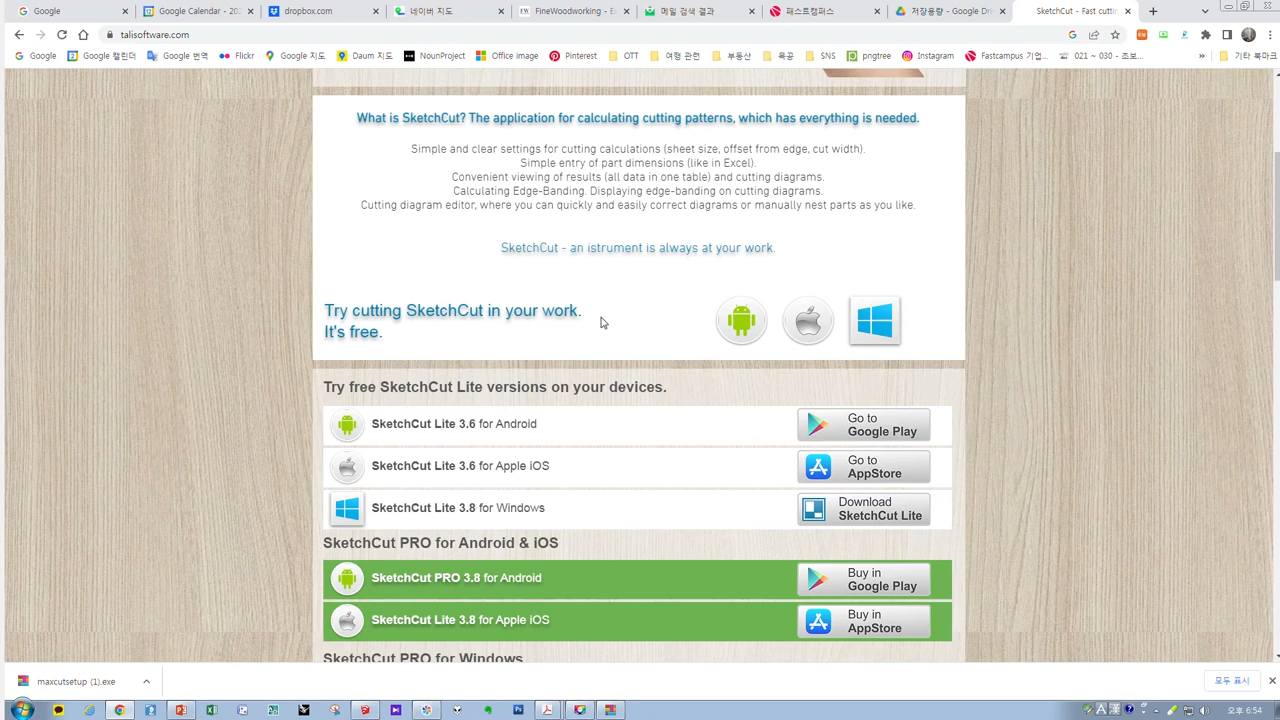 Google
Google Calendar - 202
dropbox.com
네이버 지도
FineWoodworking - E
메일 검색 결과
패스트캠퍼스
저장용량 - Google Dri
SketchCut - Fast cuttin
talisoftware.com
Google
Google 캘린더
Google 번역
Flickr
Google 지도
Daum 지도
NounProject
Office image
Pinterest
OTT
여행 관련
부동산
목공
SNS
pngtree
Instagram
Fastcampus 기업...
021 ~ 030 - 초보...
»
기타 북마크
What is SketchCut? The application for calculating cutting patterns, which has everything is needed.
Simple and clear settings for cutting calculations (sheet size, offset from edge, cut width).
Simple entry of part dimensions (like in Excel).
Convenient viewing of results (all data in one table) and cutting diagrams.
Calculating Edge-Banding. Displaying edge-banding on cutting diagrams.
Cutting diagram editor, where you can quickly and easily correct diagrams or manually nest parts as you like.
SketchCut - an istrument is always at your work.
Try cutting SketchCut in your work.
It's free.
Try free SketchCut Lite versions on your devices.
SketchCut Lite 3.6 for Android
Go to
Google Play
SketchCut Lite 3.6 for Apple iOS
Go to
AppStore
SketchCut Lite 3.8 for Windows
Download
SketchCut Lite
SketchCut PRO for Android & iOS
SketchCut PRO 3.8 for Android
Buy in
Google Play
SketchCut Lite 3.8 for Apple iOS
Buy in
AppStore
SketchCut PRO for Windows
maxcutsetup (1).exe
모두 표시
A 漢
오후 6:54